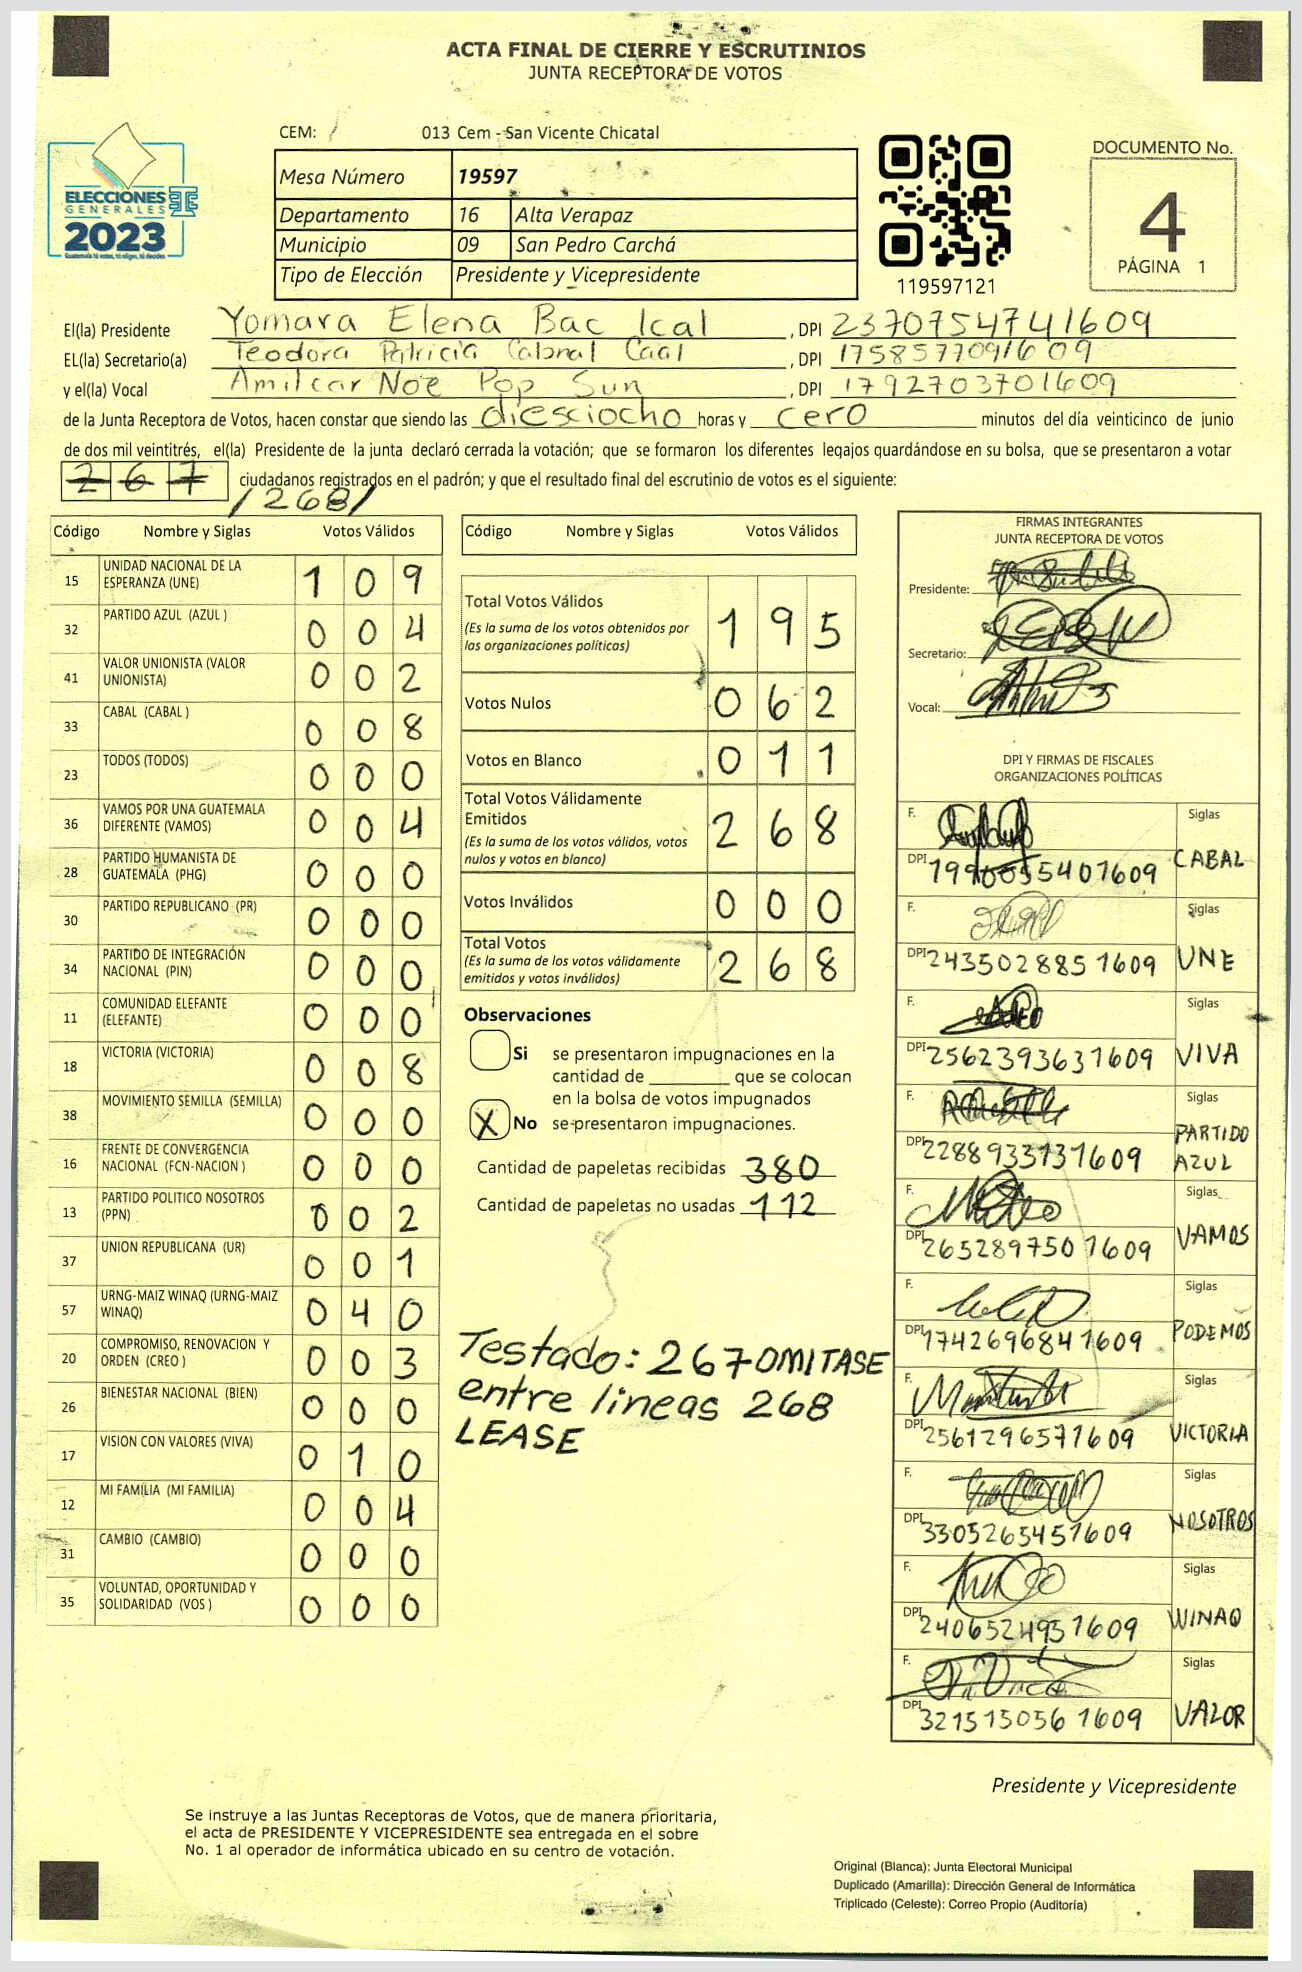 ACTA FINAL DE CIERRE Y ESCRUTINIOS
JUNTA RECEPTORA DE VOTOS
CEM: 013 Cem - San Vicente Chicatal
ELECCIONES
GENERALES
2023
Mesa Número 19597
Departamento 16 Alta Verapaz
Municipio 09 San Pedro Carchá
Tipo de Elección Presidente y Vicepresidente
119597121
DOCUMENTO No.
4
PÁGINA 1
El(la) Presidente Yomara Elena Bac Ical , DPI 2370754741609
EL(la) Secretario(a) Teodora Patricia Cabnal Caal , DPI 1758577091609
y el(la) Vocal Amilcar Noe Pop Sun , DPI 1792703701609
de la Junta Receptora de Votos, hacen constar que siendo las diesciocho horas y cero minutos del día veinticinco de junio
de dos mil veintitrés, el(la) Presidente de la junta declaró cerrada la votación; que se formaron los diferentes legajos guardándose en su bolsa, que se presentaron a votar
267 ciudadanos registrados en el padrón; y que el resultado final del escrutinio de votos es el siguiente:
/268/
Código Nombre y Siglas Votos Válidos
15 UNIDAD NACIONAL DE LA ESPERANZA (UNE) 1 0 9
32 PARTIDO AZUL (AZUL ) 0 0 4
41 VALOR UNIONISTA (VALOR UNIONISTA) 0 0 2
33 CABAL (CABAL ) 0 0 8
23 TODOS (TODOS) 0 0 0
36 VAMOS POR UNA GUATEMALA DIFERENTE (VAMOS) 0 0 4
28 PARTIDO HUMANISTA DE GUATEMALA (PHG) 0 0 0
30 PARTIDO REPUBLICANO (PR) 0 0 0
34 PARTIDO DE INTEGRACIÓN NACIONAL (PIN) 0 0 0
11 COMUNIDAD ELEFANTE (ELEFANTE) 0 0 0
18 VICTORIA (VICTORIA) 0 0 8
38 MOVIMIENTO SEMILLA (SEMILLA) 0 0 0
16 FRENTE DE CONVERGENCIA NACIONAL (FCN-NACION ) 0 0 0
13 PARTIDO POLITICO NOSOTROS (PPN) 0 0 2
37 UNION REPUBLICANA (UR) 0 0 1
57 URNG-MAIZ WINAQ (URNG-MAIZ WINAQ) 0 4 0
20 COMPROMISO, RENOVACION Y ORDEN (CREO ) 0 0 3
26 BIENESTAR NACIONAL (BIEN) 0 0 0
17 VISION CON VALORES (VIVA) 0 1 0
12 MI FAMILIA (MI FAMILIA) 0 0 4
31 CAMBIO (CAMBIO) 0 0 0
35 VOLUNTAD, OPORTUNIDAD Y SOLIDARIDAD (VOS ) 0 0 0
Código Nombre y Siglas Votos Válidos
Total Votos Válidos 1 9 5
(Es la suma de los votos obtenidos por
las organizaciones políticas)
Votos Nulos 0 6 2
Votos en Blanco 0 1 1
Total Votos Válidamente
Emitidos 2 6 8
(Es la suma de los votos válidos, votos
nulos y votos en blanco)
Votos Inválidos 0 0 0
Total Votos 2 6 8
(Es la suma de los votos válidamente
emitidos y votos inválidos)
Observaciones
Si se presentaron impugnaciones en la
cantidad de ________ que se colocan
en la bolsa de votos impugnados
X No se presentaron impugnaciones.
Cantidad de papeletas recibidas 380
Cantidad de papeletas no usadas 112
Testado: 267 OMITASE
entre lineas 268
LEASE
FIRMAS INTEGRANTES
JUNTA RECEPTORA DE VOTOS
Presidente:
Secretario:
Vocal:
DPI Y FIRMAS DE FISCALES
ORGANIZACIONES POLÍTICAS
F. Siglas
DPI CABAL
F. Siglas
DPI 2435028851609 UNE
F. Siglas
DPI 2562393631609 VIVA
F. Siglas
DPI 2288933131609 PARTIDO AZUL
F. Siglas
DPI 2652897501609 VAMOS
F. Siglas
DPI 1742696841609 PODEMOS
F. Siglas
DPI 2561296571609 VICTORIA
F. Siglas
DPI 3305265451609 NOSOTROS
F. Siglas
DPI 2406524951609 WINAQ
F. Siglas
DPI 3215150561609 VALOR
Presidente y Vicepresidente
Se instruye a las Juntas Receptoras de Votos, que de manera prioritaria,
el acta de PRESIDENTE Y VICEPRESIDENTE sea entregada en el sobre
No. 1 al operador de informática ubicado en su centro de votación.
Original (Blanca): Junta Electoral Municipal
Duplicado (Amarilla): Dirección General de Informática
Triplicado (Celeste): Correo Propio (Auditoría)